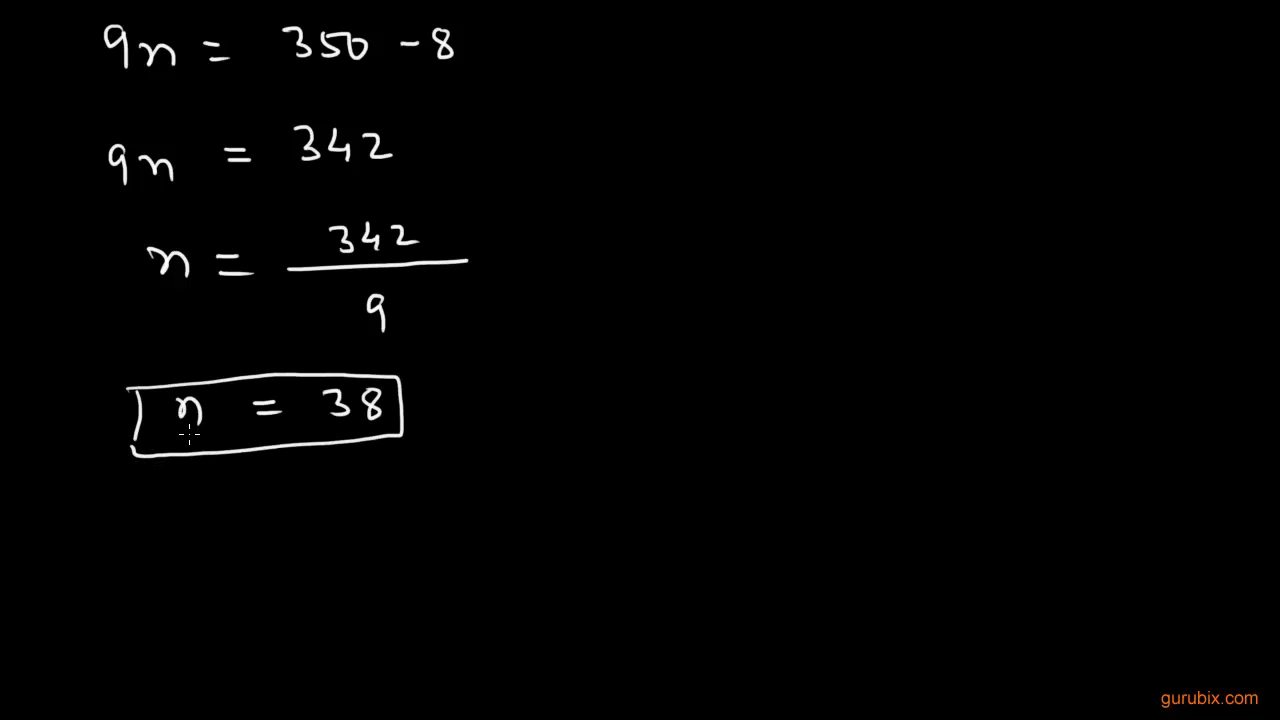 9n = 350 - 8
9n = 342
n = 342/9
n = 38
gurubix.com